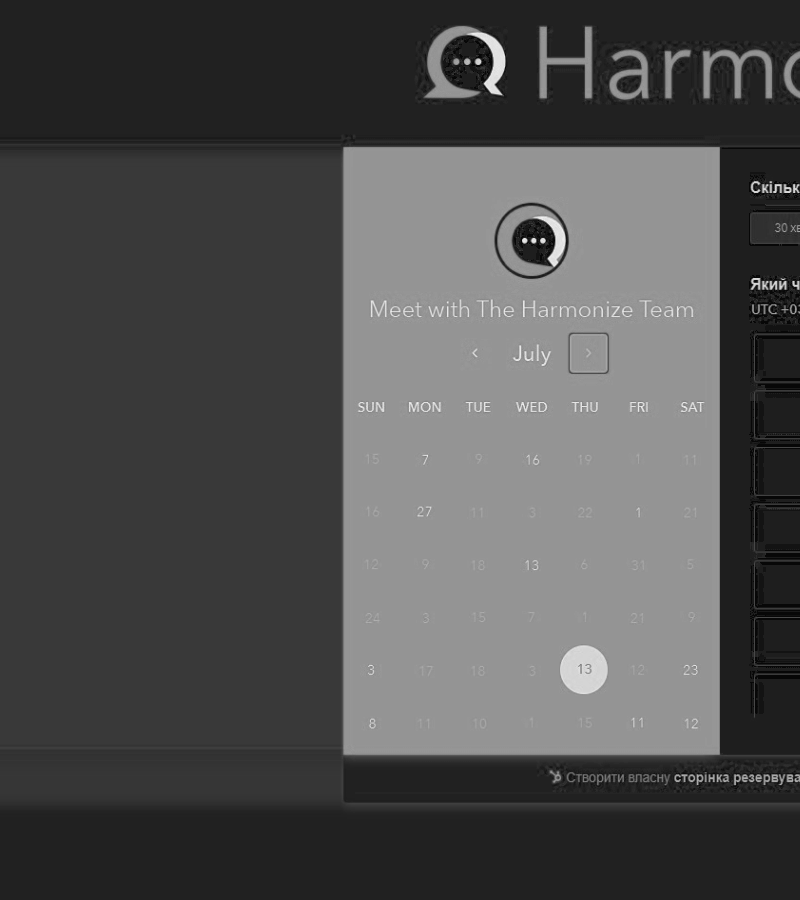 Harmo
Meet with The Harmonize Team
July
SUN MON TUE WED THU FRI SAT
15 7 9 16 19 1 11
16 27 11 3 22 1 21
12 9 18 13 6 31 5
24 3 15 7 1 21 9
3 17 18 3 13 12 23
8 11 10 1 15 11 12
Скільк
30 хв
Який ч
UTC +03
Створити власну сторінка резервува